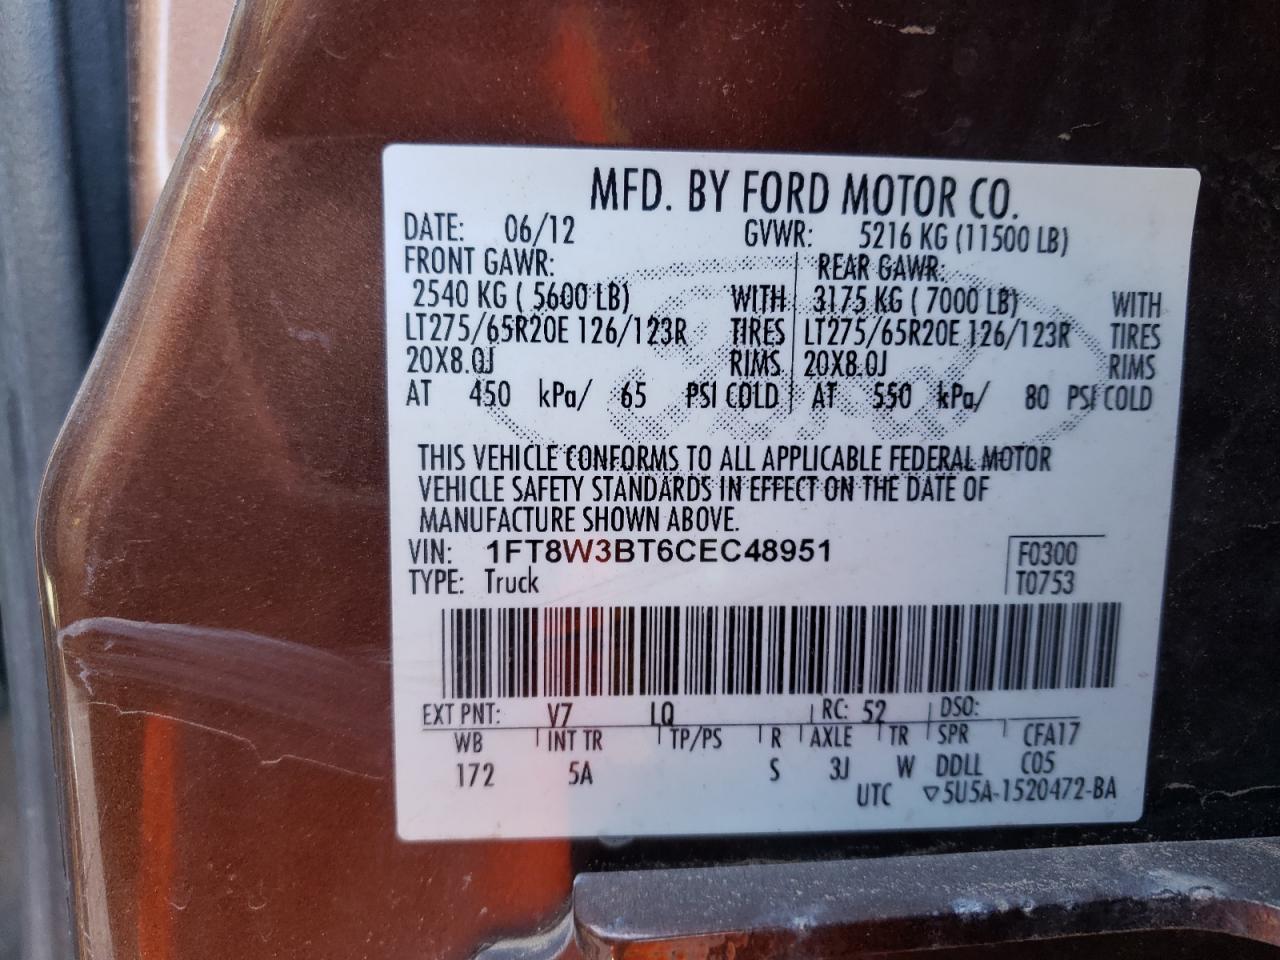 MFD. BY FORD MOTOR CO.
DATE: 06/12 GVWR: 5216 KG (11500 LB)
FRONT GAWR: REAR GAWR:
2540 KG ( 5600 LB) WITH 3175 KG ( 7000 LB) WITH
LT275/65R20E 126/123R TIRES LT275/65R20E 126/123R TIRES
20X8.0J RIMS 20X8.0J RIMS
AT 450 kPa/ 65 PSI COLD AT 550 kPa/ 80 PSI COLD
THIS VEHICLE CONFORMS TO ALL APPLICABLE FEDERAL MOTOR
VEHICLE SAFETY STANDARDS IN EFFECT ON THE DATE OF
MANUFACTURE SHOWN ABOVE.
VIN: 1FT8W3BT6CEC48951 F0300
TYPE: Truck T0753
EXT PNT: V7 LQ RC: 52 DSO:
WB INT TR TP/PS R AXLE TR SPR CFA17
172 5A S 3J W DDLL C05
UTC ▽5U5A-1520472-BA